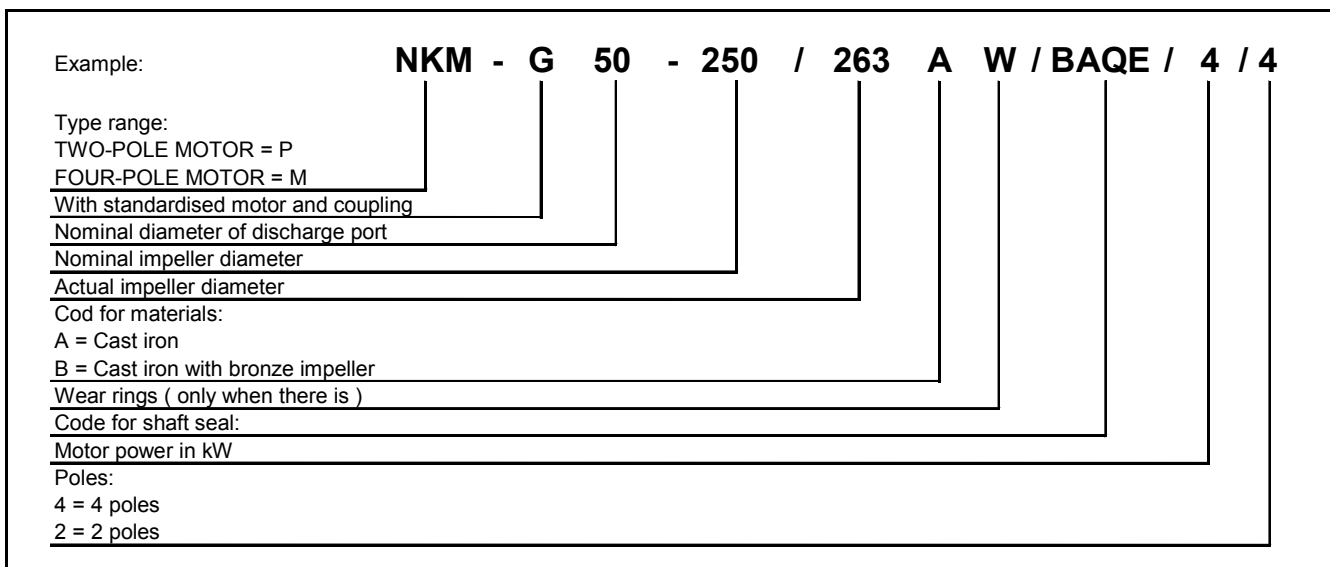 Example: NKM - G 50 - 250 / 263 A W / BAQE / 4 / 4
Type range:
TWO-POLE MOTOR = P
FOUR-POLE MOTOR = M
With standardised motor and coupling
Nominal diameter of discharge port
Nominal impeller diameter
Actual impeller diameter
Cod for materials:
A = Cast iron
B = Cast iron with bronze impeller
Wear rings ( only when there is )
Code for shaft seal:
Motor power in kW
Poles:
4 = 4 poles
2 = 2 poles